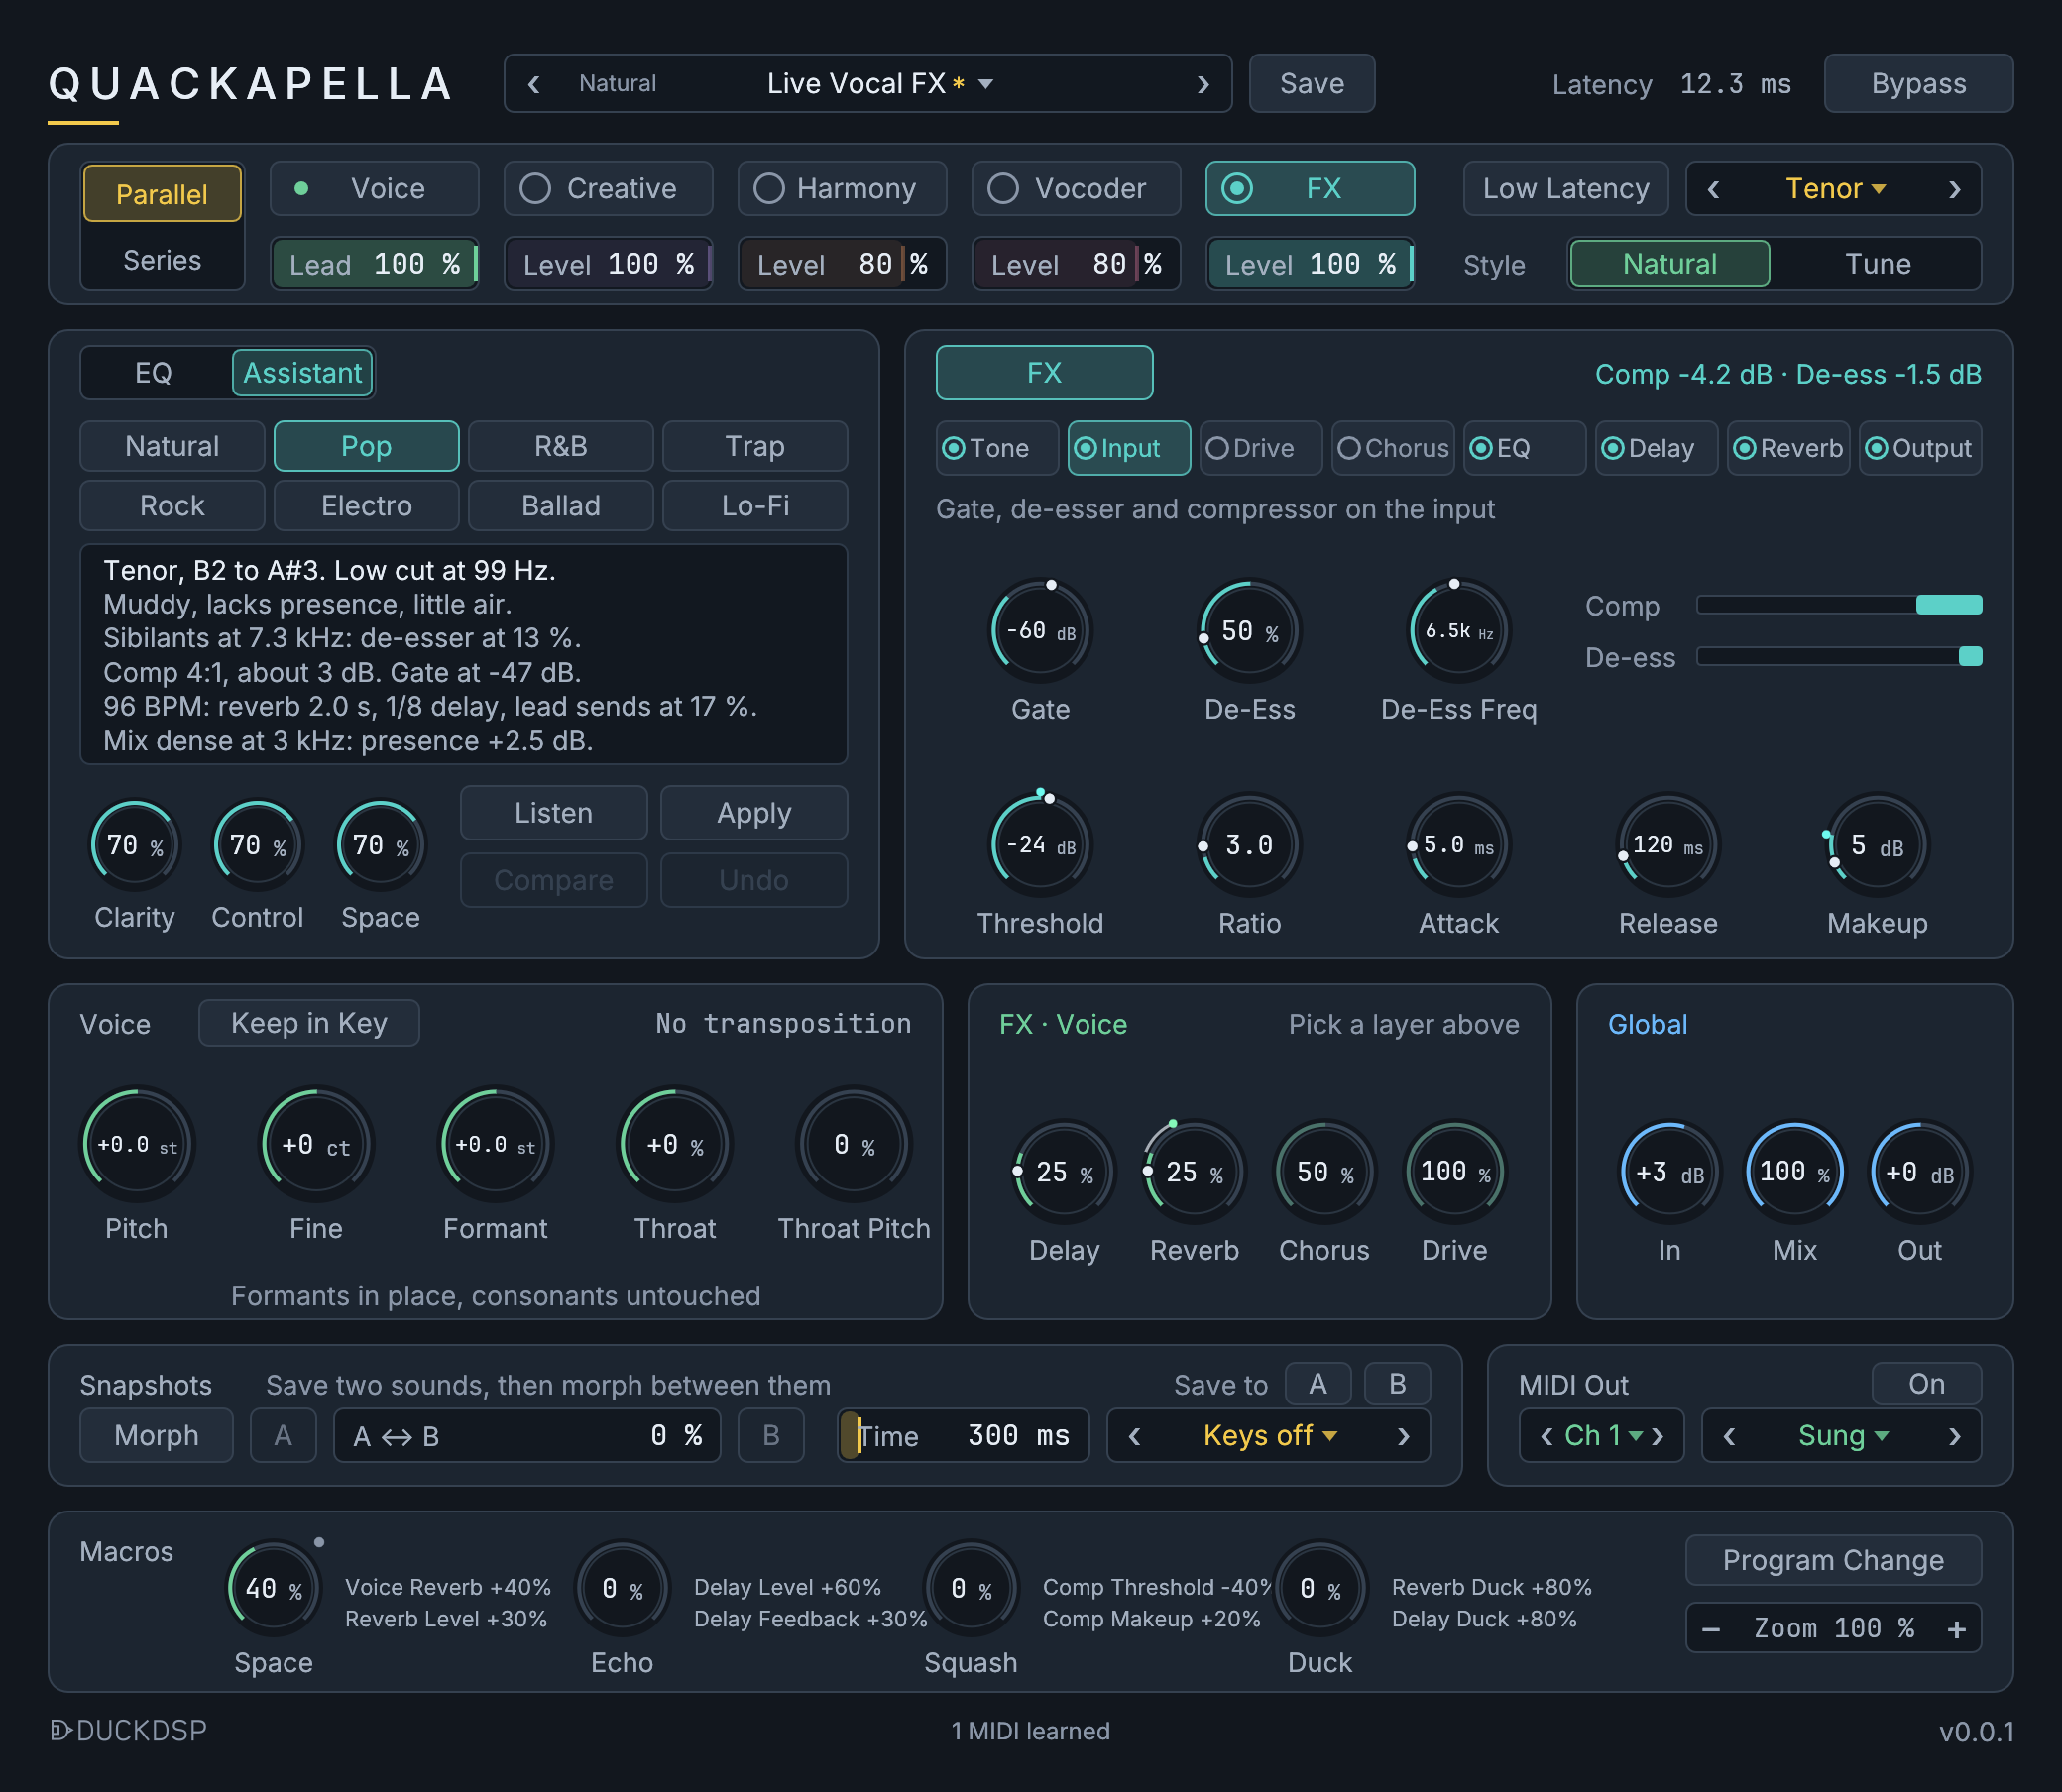 QUACKAPELLA
‹ Natural Live Vocal FX * ›
Save
Latency 12.3 ms
Bypass
Parallel
Voice
Creative
Harmony
Vocoder
FX
Low Latency
‹ Tenor ›
Series
Lead 100 %
Level 100 %
Level 80 %
Level 80 %
Level 100 %
Style
Natural
Tune
EQ
Assistant
Natural
Pop
R&B
Trap
Rock
Electro
Ballad
Lo-Fi
Tenor, B2 to A#3. Low cut at 99 Hz.
Muddy, lacks presence, little air.
Sibilants at 7.3 kHz: de-esser at 13 %.
Comp 4:1, about 3 dB. Gate at -47 dB.
96 BPM: reverb 2.0 s, 1/8 delay, lead sends at 17 %.
Mix dense at 3 kHz: presence +2.5 dB.
70 %
70 %
70 %
Clarity
Control
Space
Listen
Apply
Compare
Undo
FX
Comp -4.2 dB · De-ess -1.5 dB
Tone
Input
Drive
Chorus
EQ
Delay
Reverb
Output
Gate, de-esser and compressor on the input
-60 dB
50 %
6.5k Hz
Gate
De-Ess
De-Ess Freq
Comp
De-ess
-24 dB
3.0
5.0 ms
120 ms
5 dB
Threshold
Ratio
Attack
Release
Makeup
Voice
Keep in Key
No transposition
+0.0 st
+0 ct
+0.0 st
+0 %
0 %
Pitch
Fine
Formant
Throat
Throat Pitch
Formants in place, consonants untouched
FX · Voice
Pick a layer above
25 %
25 %
50 %
100 %
Delay
Reverb
Chorus
Drive
Global
+3 dB
100 %
+0 dB
In
Mix
Out
Snapshots
Save two sounds, then morph between them
Save to
A
B
Morph
A
A ↔ B 0 %
B
Time 300 ms
‹ Keys off ›
MIDI Out
On
‹ Ch 1 ›
‹ Sung ›
Macros
40 %
Space
Voice Reverb +40%
Reverb Level +30%
0 %
Echo
Delay Level +60%
Delay Feedback +30%
0 %
Squash
Comp Threshold -40%
Comp Makeup +20%
0 %
Duck
Reverb Duck +80%
Delay Duck +80%
Program Change
− Zoom 100 % +
DUCKDSP
1 MIDI learned
v0.0.1